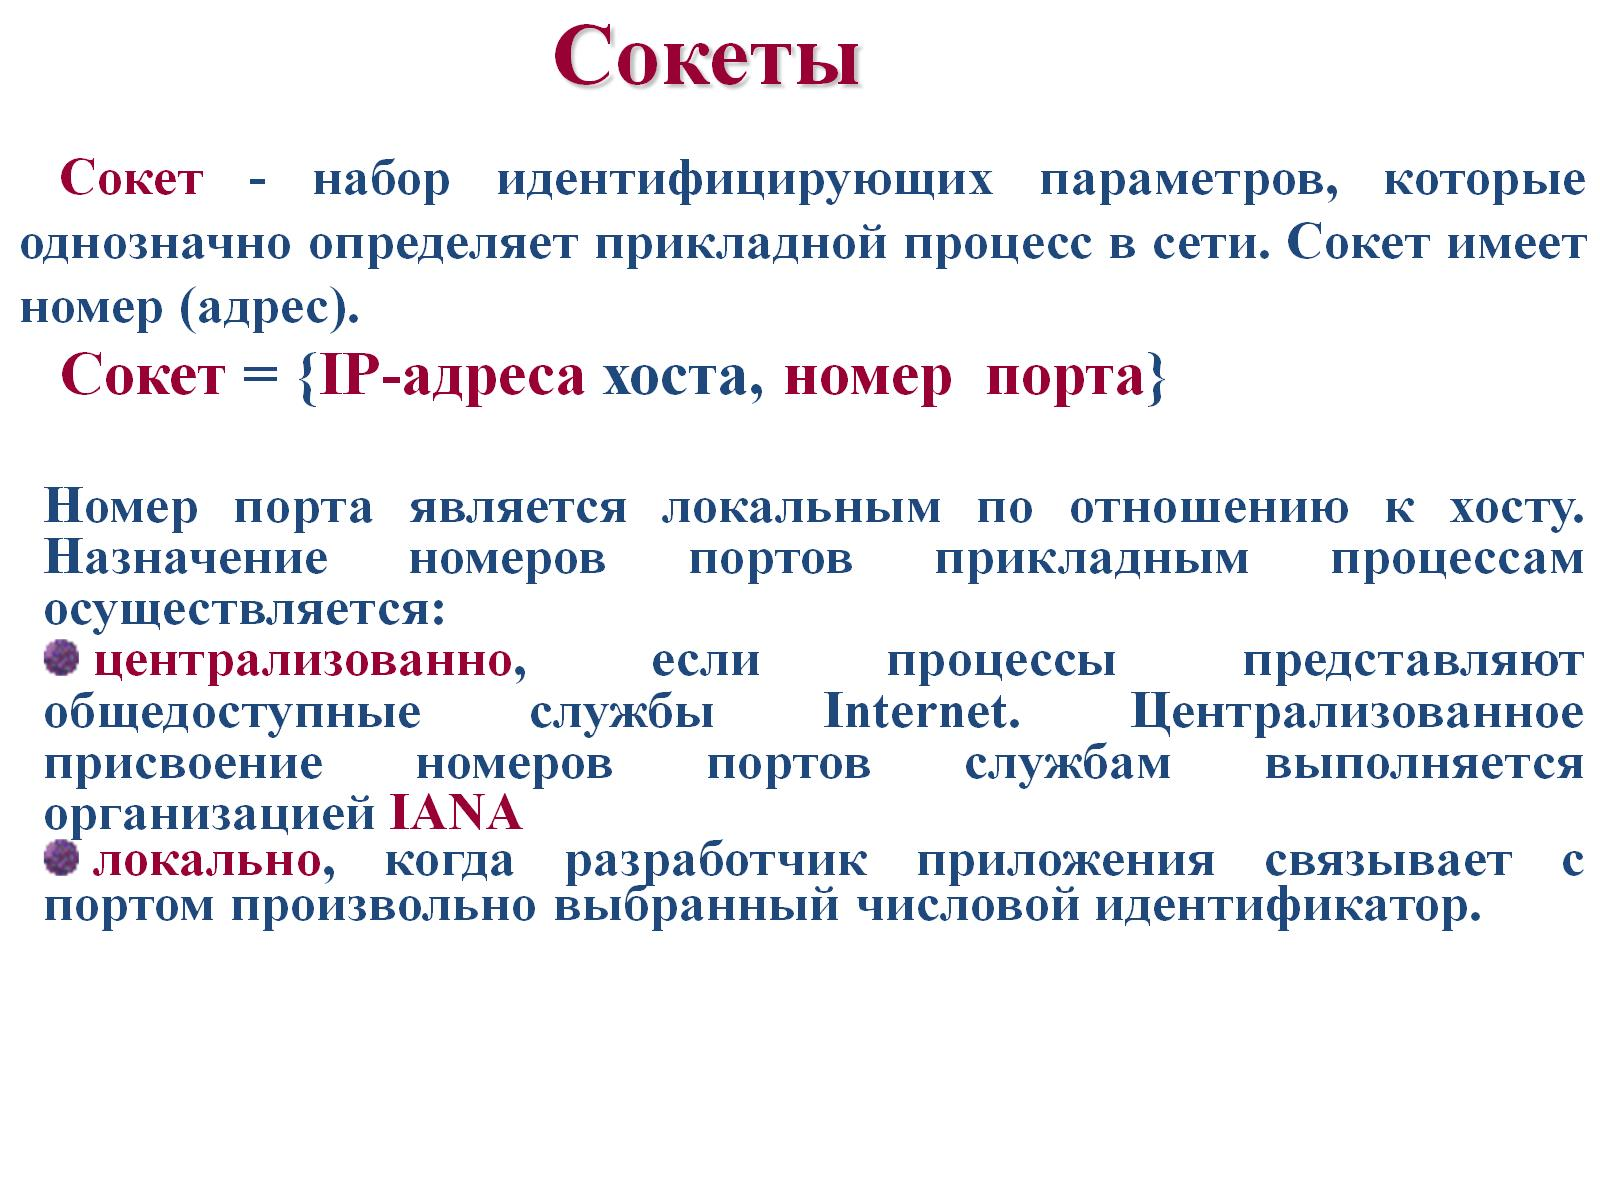 Сокеты
Сокет - набор идентифицирующих параметров, которые
однозначно определяет прикладной процесс в сети. Сокет имеет
номер (адрес).
Сокет = {IP-адреса хоста, номер порта}
Номер порта является локальным по отношению к хосту.
Назначение номеров портов прикладным процессам
осуществляется:
централизованно, если процессы представляют
общедоступные службы Internet. Централизованное
присвоение номеров портов службам выполняется
организацией IANA
локально, когда разработчик приложения связывает с
портом произвольно выбранный числовой идентификатор.